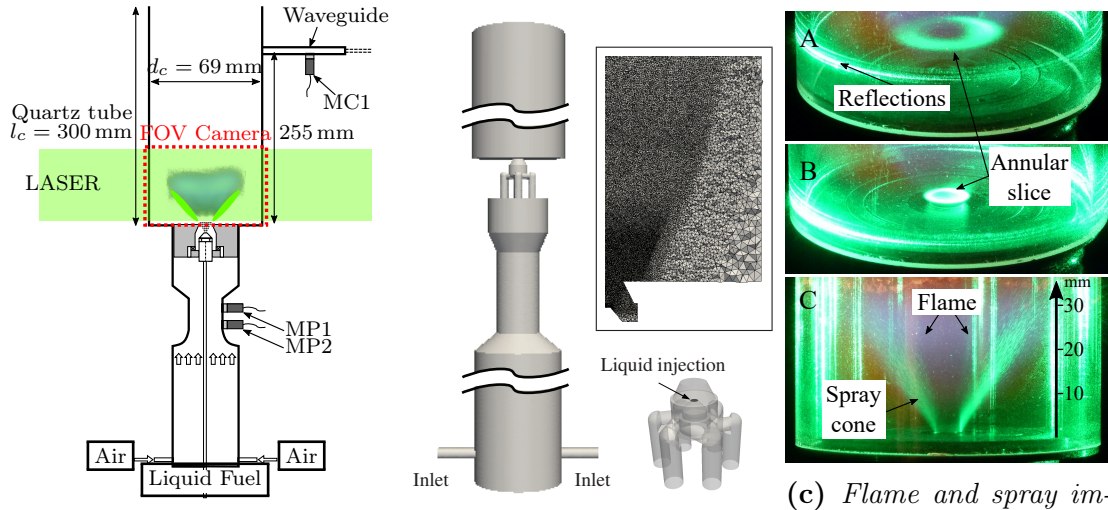 Waveguide
d_c = 69 mm
MC1
Quartz tube
l_c = 300 mm
FOV Camera
255 mm
LASER
MP1
MP2
Air
Air
Liquid Fuel
Inlet
Inlet
Liquid injection
A
Reflections
B
Annular
slice
C
mm
Flame
30
20
10
Spray
cone
(c) Flame and spray im-